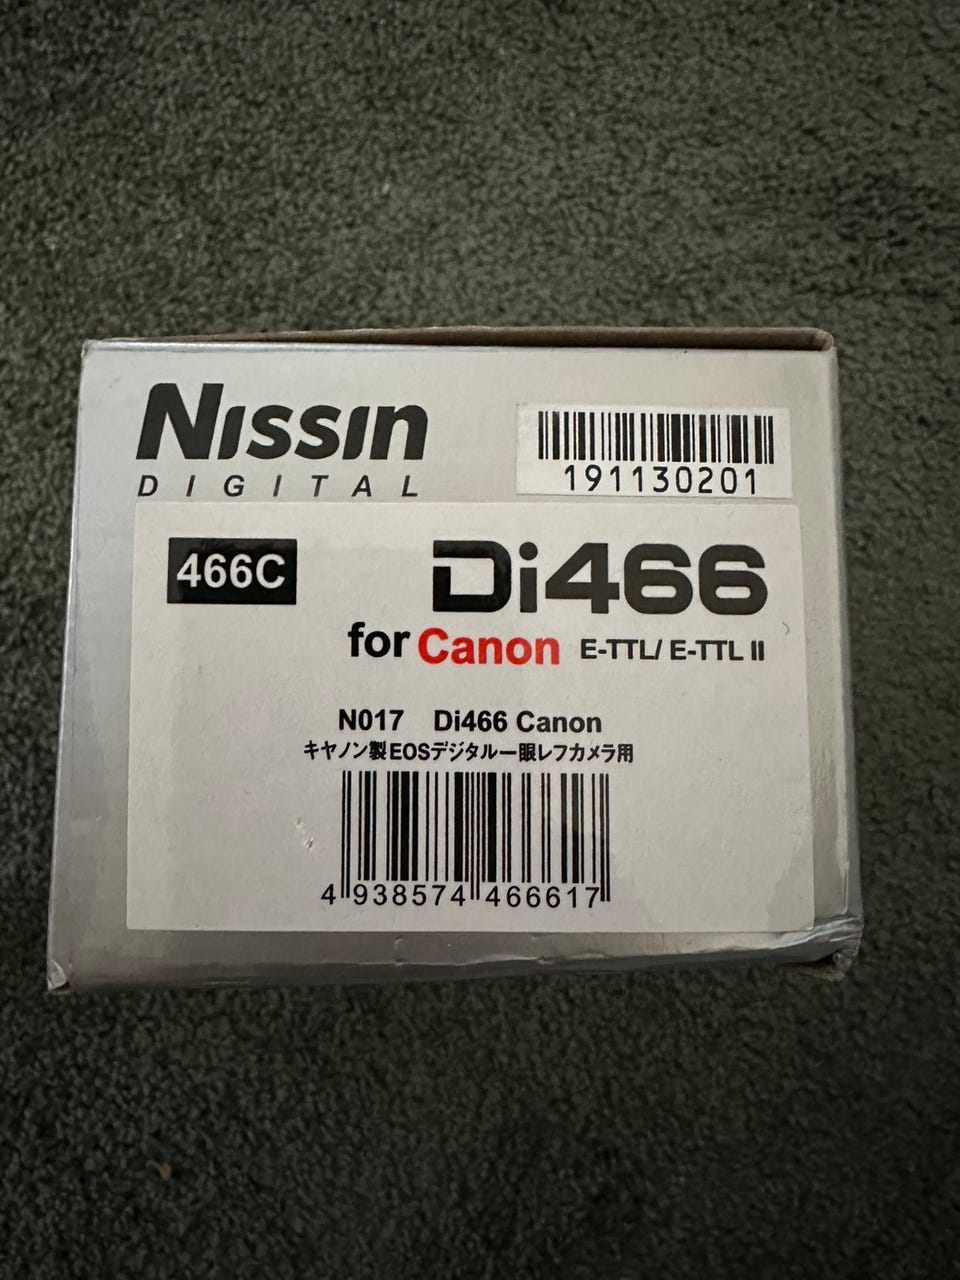 Nissin
DIGITAL
191130201
466C
Di466
for Canon E-TTL/ E-TTL II
N017 Di466 Canon
キヤノン製EOSデジタル一眼レフカメラ用
4 938574 466617